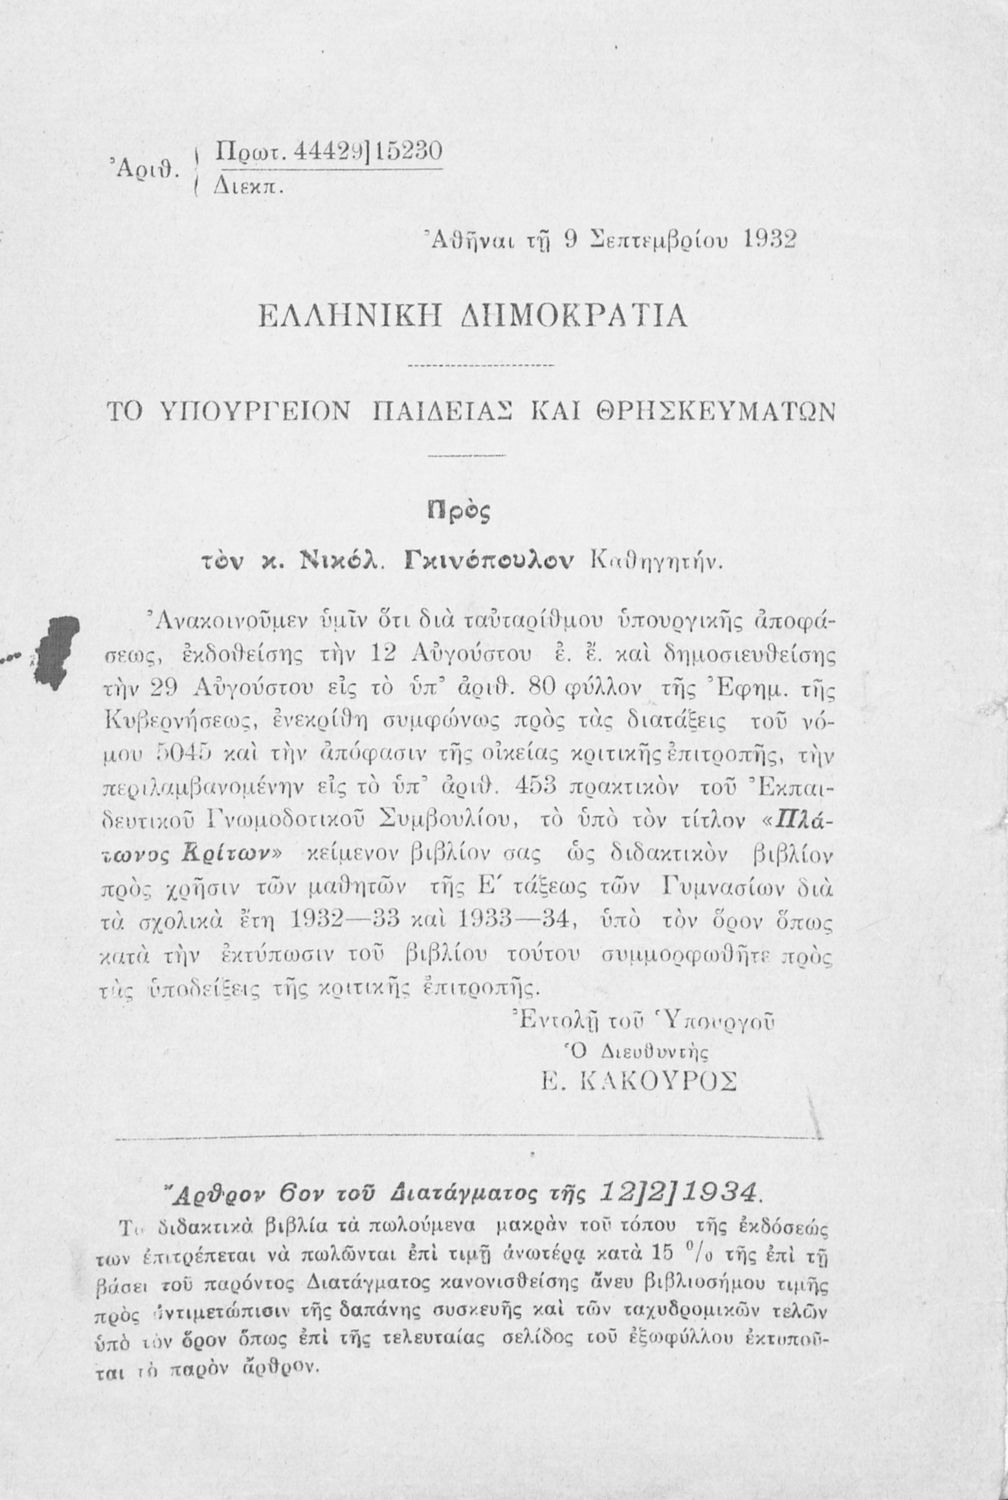 Ἀριθ. { Πρωτ. 44429]15230
Διεκπ.
Ἀθῆναι τῇ 9 Σεπτεμβρίου 1932
ΕΛΛΗΝΙΚΗ ΔΗΜΟΚΡΑΤΙΑ
ΤΟ ΥΠΟΥΡΓΕΙΟΝ ΠΑΙΔΕΙΑΣ ΚΑΙ ΘΡΗΣΚΕΥΜΑΤΩΝ
Πρὸς
τὸν κ. Νικόλ. Γκινόπουλον Καθηγητήν.
Ἀνακοινοῦμεν ὑμῖν ὅτι διὰ ταὐταρίθμου ὑπουργικῆς ἀποφά-
σεως, ἐκδοθείσης τὴν 12 Αὐγούστου ἐ. ἔ. καὶ δημοσιευθείσης
τὴν 29 Αὐγούστου εἰς τὸ ὑπ' ἀριθ. 80 φύλλον τῆς Ἐφημ. τῆς
Κυβερνήσεως, ἐνεκρίθη συμφώνως πρὸς τὰς διατάξεις τοῦ νό-
μου 5045 καὶ τὴν ἀπόφασιν τῆς οἰκείας κριτικῆς ἐπιτροπῆς, τὴν
περιλαμβανομένην εἰς τὸ ὑπ' ἀριθ. 453 πρακτικὸν τοῦ Ἐκπαι-
δευτικοῦ Γνωμοδοτικοῦ Συμβουλίου, τὸ ὑπὸ τὸν τίτλον «Πλά-
τωνος Κρίτων» κείμενον βιβλίον σας ὡς διδακτικὸν βιβλίον
πρὸς χρῆσιν τῶν μαθητῶν τῆς Ε΄ τάξεως τῶν Γυμνασίων διὰ
τὰ σχολικὰ ἔτη 1932—33 καὶ 1933—34, ὑπὸ τὸν ὅρον ὅπως
κατὰ τὴν ἐκτύπωσιν τοῦ βιβλίου τούτου συμμορφωθῆτε πρὸς
τὰς ὑποδείξεις τῆς κριτικῆς ἐπιτροπῆς.
Ἐντολῇ τοῦ Ὑπουργοῦ
Ὁ Διευθυντὴς
Ε. ΚΑΚΟΥΡΟΣ
Ἄρθρον 6ον τοῦ Διατάγματος τῆς 12]2]1934.
Τὰ διδακτικὰ βιβλία τὰ πωλούμενα μακρὰν τοῦ τόπου τῆς ἐκδόσεώς
των ἐπιτρέπεται νὰ πωλῶνται ἐπὶ τιμῇ ἀνωτέρᾳ κατὰ 15 % τῆς ἐπὶ τῇ
βάσει τοῦ παρόντος Διατάγματος κανονισθείσης ἄνευ βιβλιοσήμου τιμῆς
πρὸς ἀντιμετώπισιν τῆς δαπάνης συσκευῆς καὶ τῶν ταχυδρομικῶν τελῶν
ὑπὸ τὸν ὅρον ὅπως ἐπὶ τῆς τελευταίας σελίδος τοῦ ἐξωφύλλου ἐκτυποῦ-
ται τὸ παρὸν ἄρθρον.